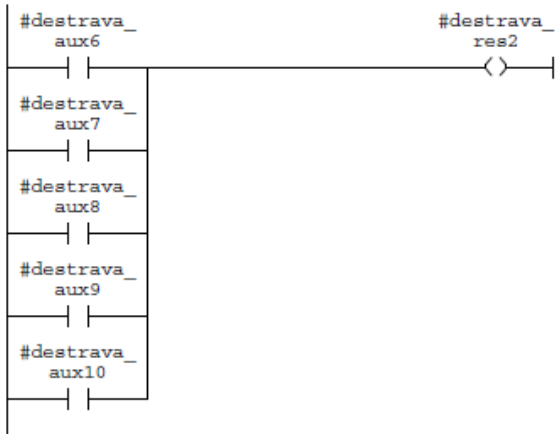 #destrava_
aux6
#destrava_
res2
#destrava_
aux7
#destrava_
aux8
#destrava_
aux9
#destrava_
aux10